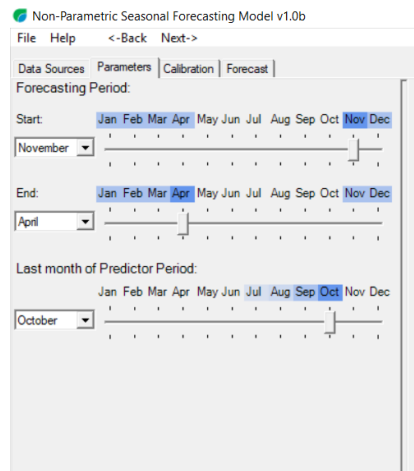 Non-Parametric Seasonal Forecasting Model v1.0b
File Help <-Back Next->
Data Sources Parameters Calibration Forecast
Forecasting Period:
Start: Jan Feb Mar Apr May Jun Jul Aug Sep Oct Nov Dec
November
End: Jan Feb Mar Apr May Jun Jul Aug Sep Oct Nov Dec
April
Last month of Predictor Period:
Jan Feb Mar Apr May Jun Jul Aug Sep Oct Nov Dec
October